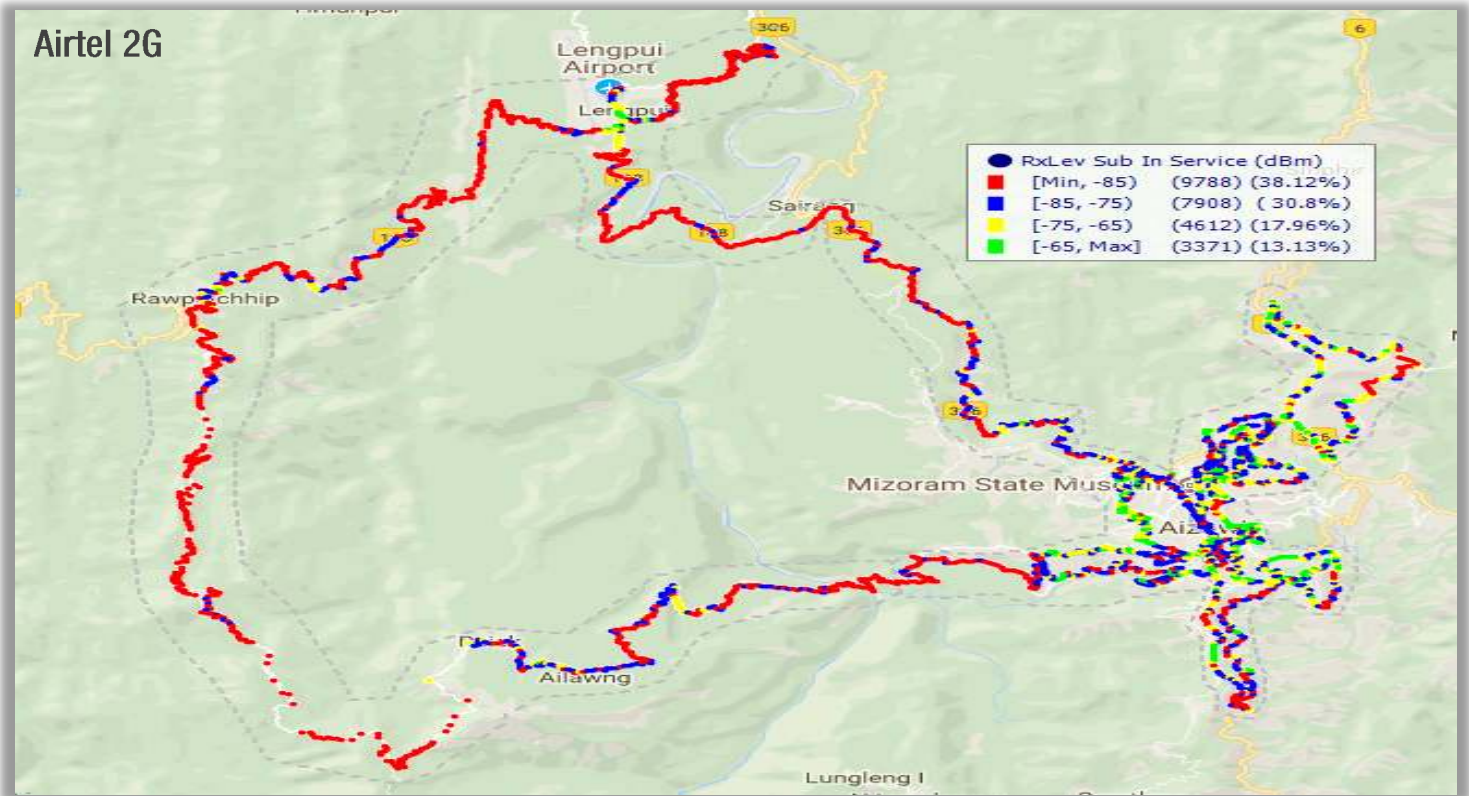 Airtel 2G
306
6
Lengpui
Airport
Lengpui
RxLev Sub In Service (dBm)
[Min, -85) (9788) (38.12%)
[-85, -75) (7908) ( 30.8%)
[-75, -65) (4612) (17.96%)
[-65, Max] (3371) (13.13%)
Sairang
Mizoram State Museum
Ailawng
Lungleng I